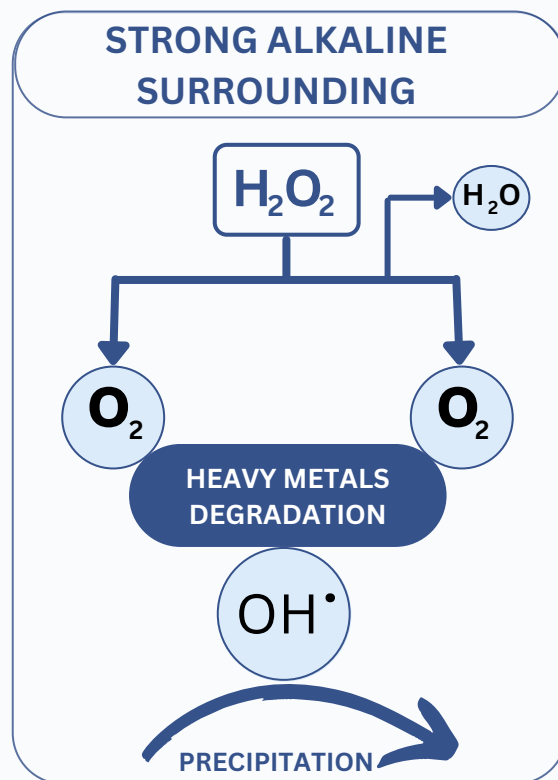 STRONG ALKALINE
SURROUNDING
H₂O₂
H₂O
O₂
O₂
HEAVY METALS
DEGRADATION
OH•
PRECIPITATION